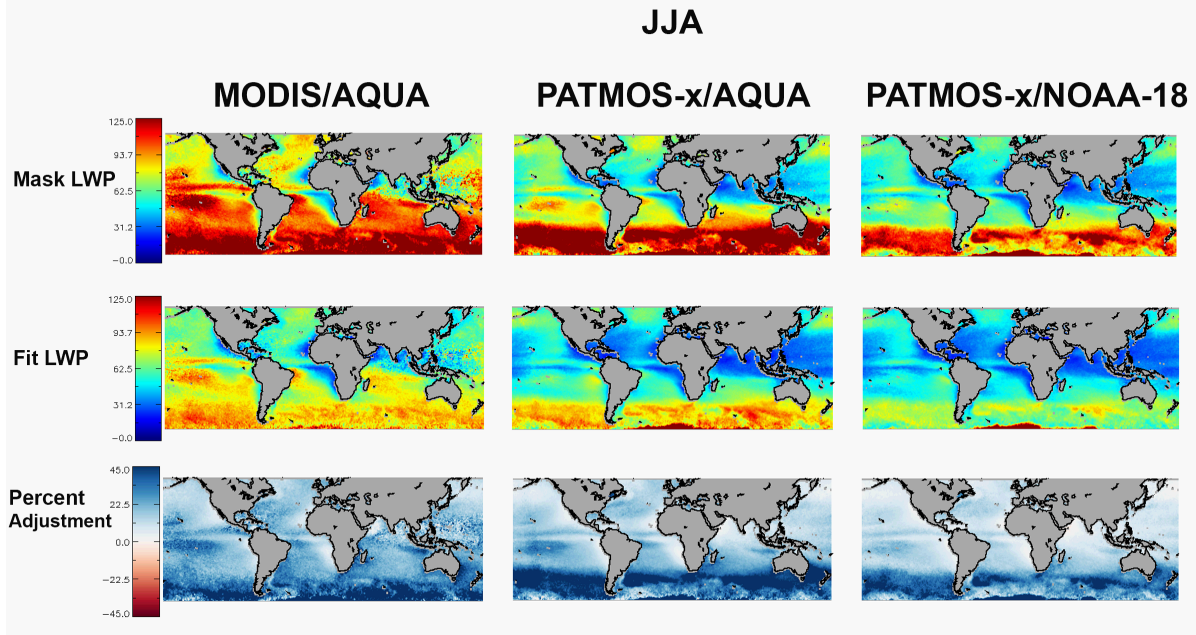 JJA
MODIS/AQUA PATMOS-x/AQUA PATMOS-x/NOAA-18
125.0
93.7
Mask LWP
62.5
31.2
−0.0
125.0
93.7
Fit LWP
62.5
31.2
−0.0
45.0
Percent
22.5
Adjustment
0.0
−22.5
−45.0